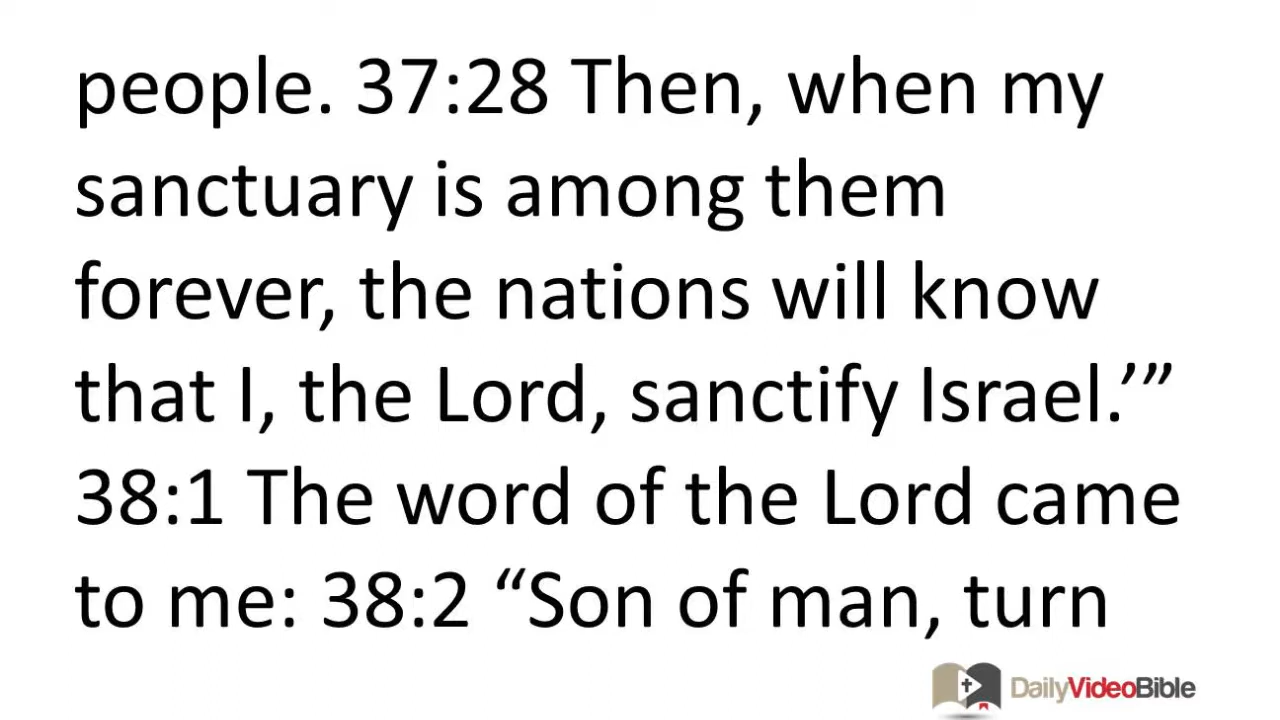 people. 37:28 Then, when my
sanctuary is among them
forever, the nations will know
that I, the Lord, sanctify Israel.’”
38:1 The word of the Lord came
to me: 38:2 “Son of man, turn
DailyVideoBible